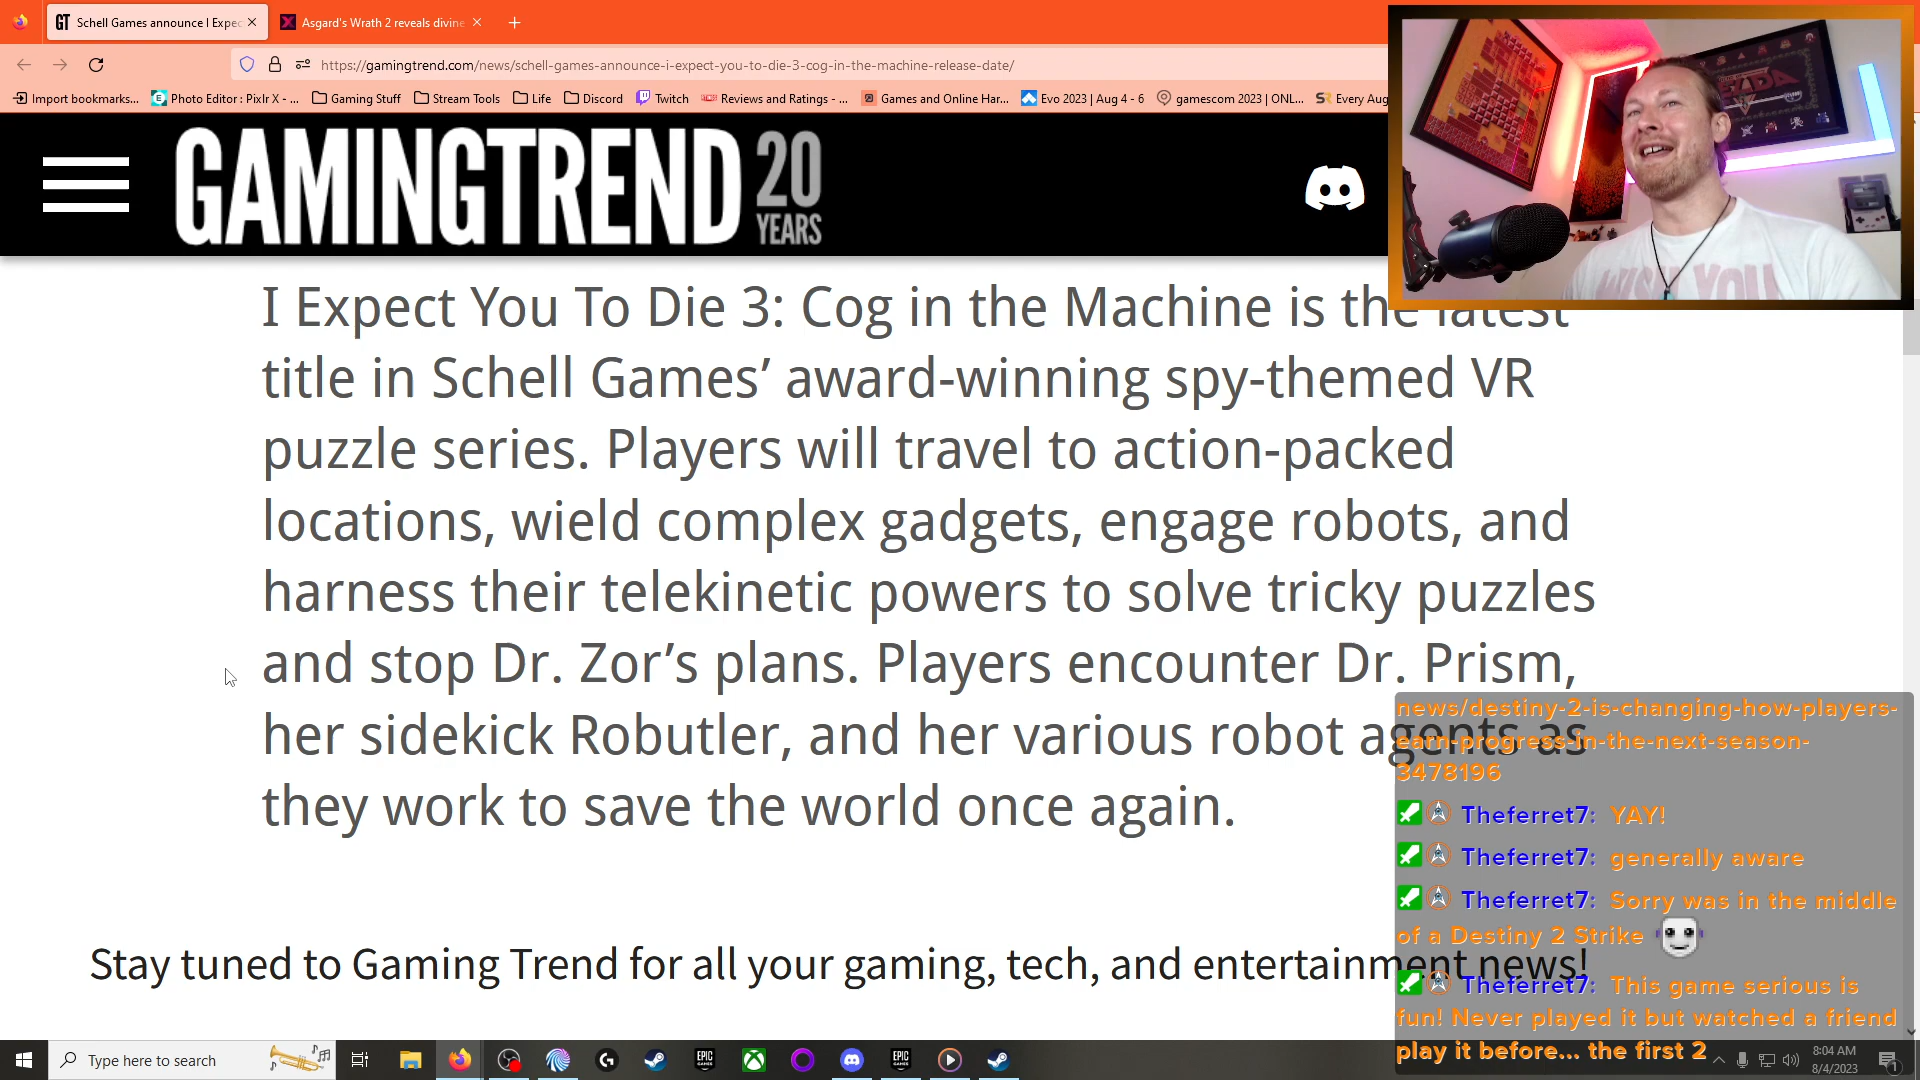 Schell Games announce I Expec
Asgard's Wrath 2 reveals divine
https://gamingtrend.com/news/schell-games-announce-i-expect-you-to-die-3-cog-in-the-machine-release-date/
Import bookmarks...
Photo Editor : Pixlr X - ...
Gaming Stuff
Stream Tools
Life
Discord
Twitch
Reviews and Ratings - ...
Games and Online Har...
Evo 2023 | Aug 4 - 6
gamescom 2023 | ONL...
Every Aug
GAMINGTREND
20
YEARS
I Expect You To Die 3: Cog in the Machine is the latest
title in Schell Games’ award-winning spy-themed VR
puzzle series. Players will travel to action-packed
locations, wield complex gadgets, engage robots, and
harness their telekinetic powers to solve tricky puzzles
and stop Dr. Zor’s plans. Players encounter Dr. Prism,
her sidekick Robutler, and her various robot agents as
they work to save the world once again.
Stay tuned to Gaming Trend for all your gaming, tech, and entertainment news!
news/destiny-2-is-changing-how-players-
earn-progress-in-the-next-season-
3478196
Theferret7: YAY!
Theferret7: generally aware
Theferret7: Sorry was in the middle
of a Destiny 2 Strike
Theferret7: This game serious is
fun! Never played it but watched a friend
play it before... the first 2
Type here to search
EPIC
GAMES
EPIC
GAMES
8:04 AM
8/4/2023